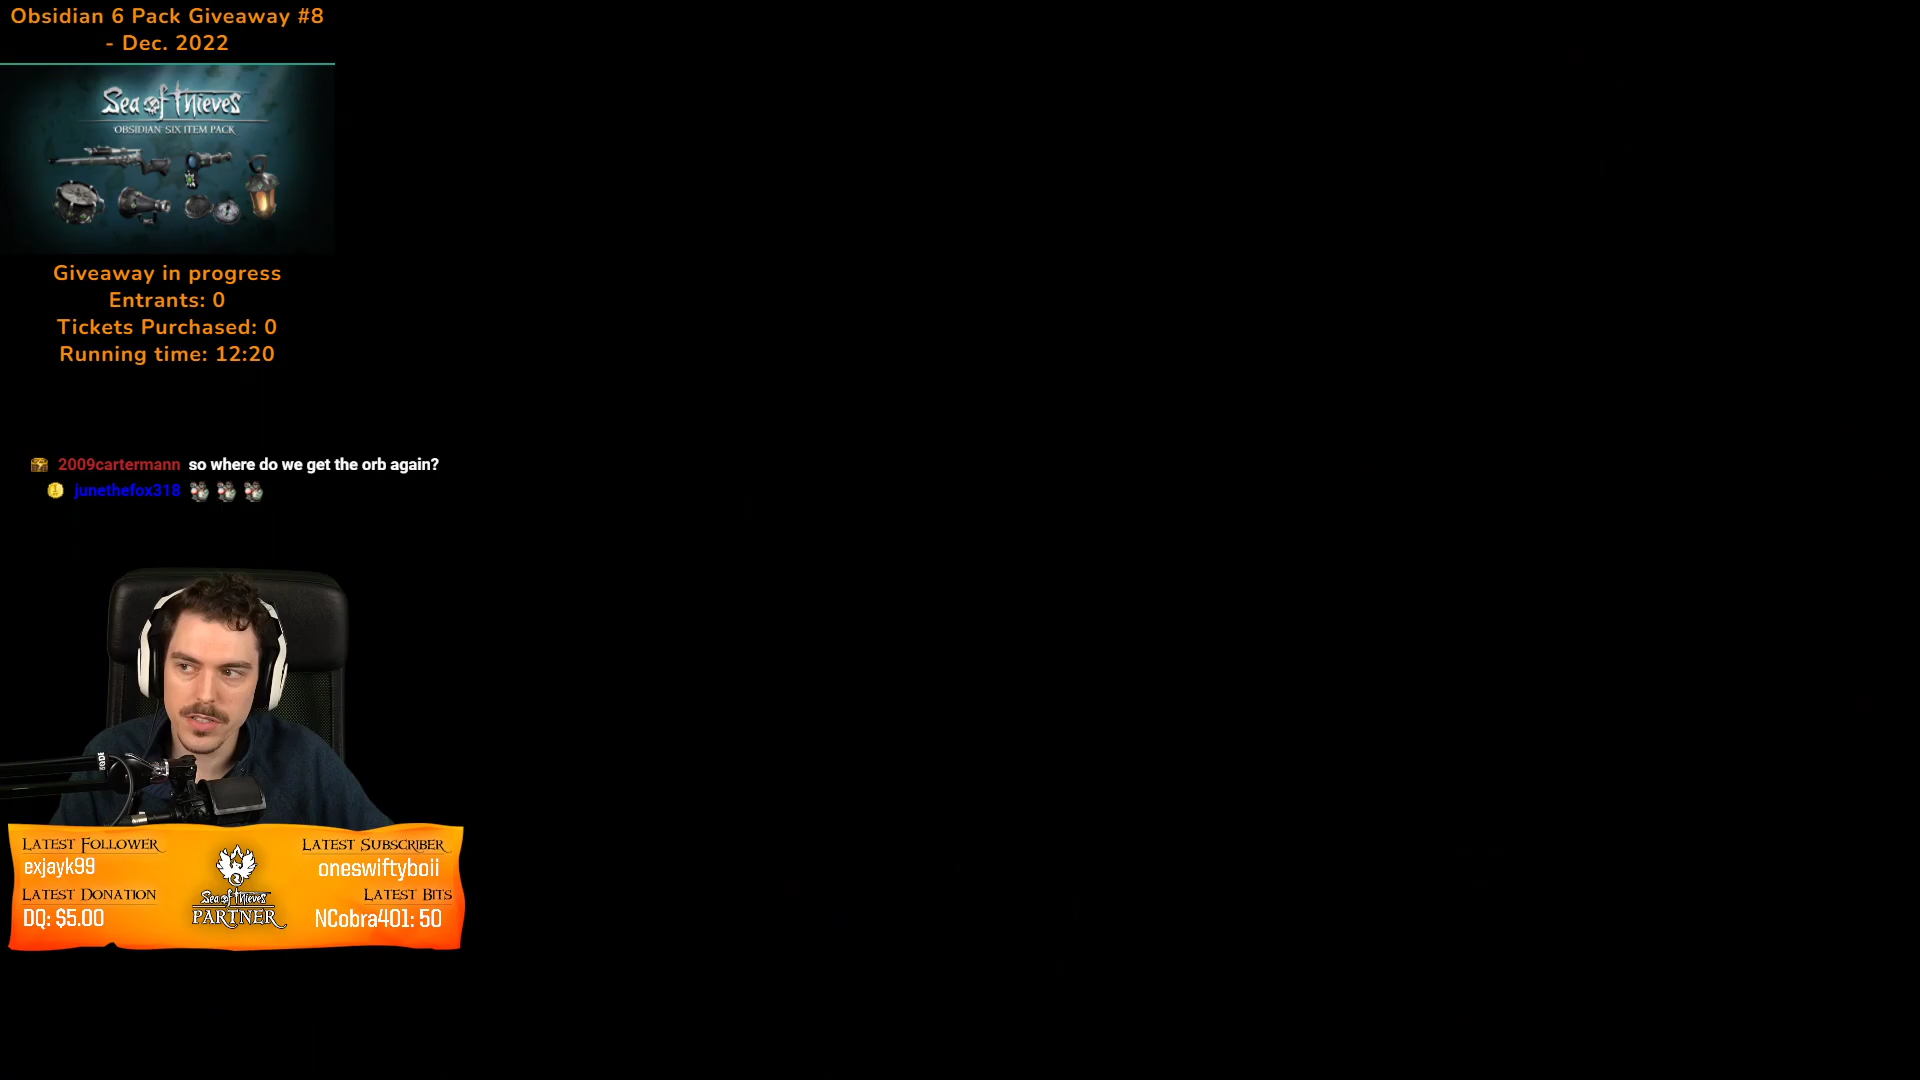 Obsidian 6 Pack Giveaway #8
- Dec. 2022
Sea of Thieves
'OBSIDIAN' SIX ITEM PACK
Giveaway in progress
Entrants: 0
Tickets Purchased: 0
Running time: 12:20
2009cartermann so where do we get the orb again?
junethefox318
RODE
LATEST FOLLOWER
exjayk99
LATEST DONATION
DQ: $5.00
Sea of Thieves
PARTNER
LATEST SUBSCRIBER
oneswiftyboii
LATEST BITS
NCobra401: 50